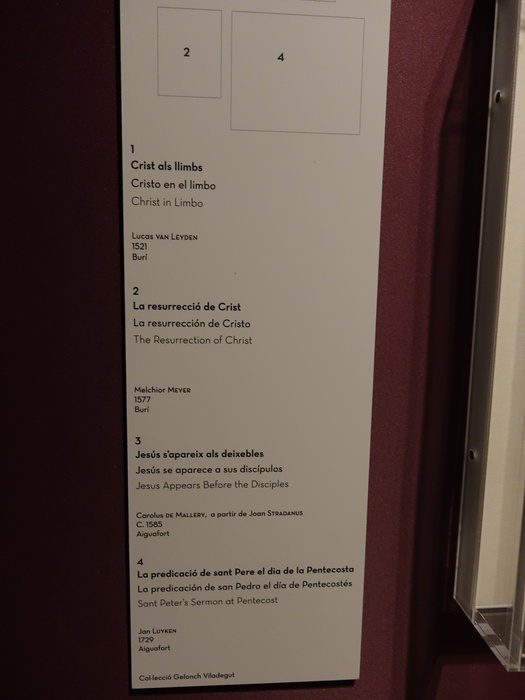 2
4
1
Crist als llimbs
Cristo en el limbo
Christ in Limbo
Lucas VAN LEYDEN
1521
Burí
2
La resurrecció de Crist
La resurrección de Cristo
The Resurrection of Christ
Melchior MEYER
1577
Burí
3
Jesús s'apareix als deixebles
Jesús se aparece a sus discípulos
Jesus Appears Before the Disciples
Carolus DE MALLERY, a partir de Joan STRADANUS
C. 1585
Aiguafort
4
La predicació de sant Pere el dia de la Pentecosta
La predicación de san Pedro el día de Pentecostés
Sant Peter's Sermon at Pentecost
Jan LUYKEN
1729
Aiguafort
Col·lecció Gelonch Viladegut